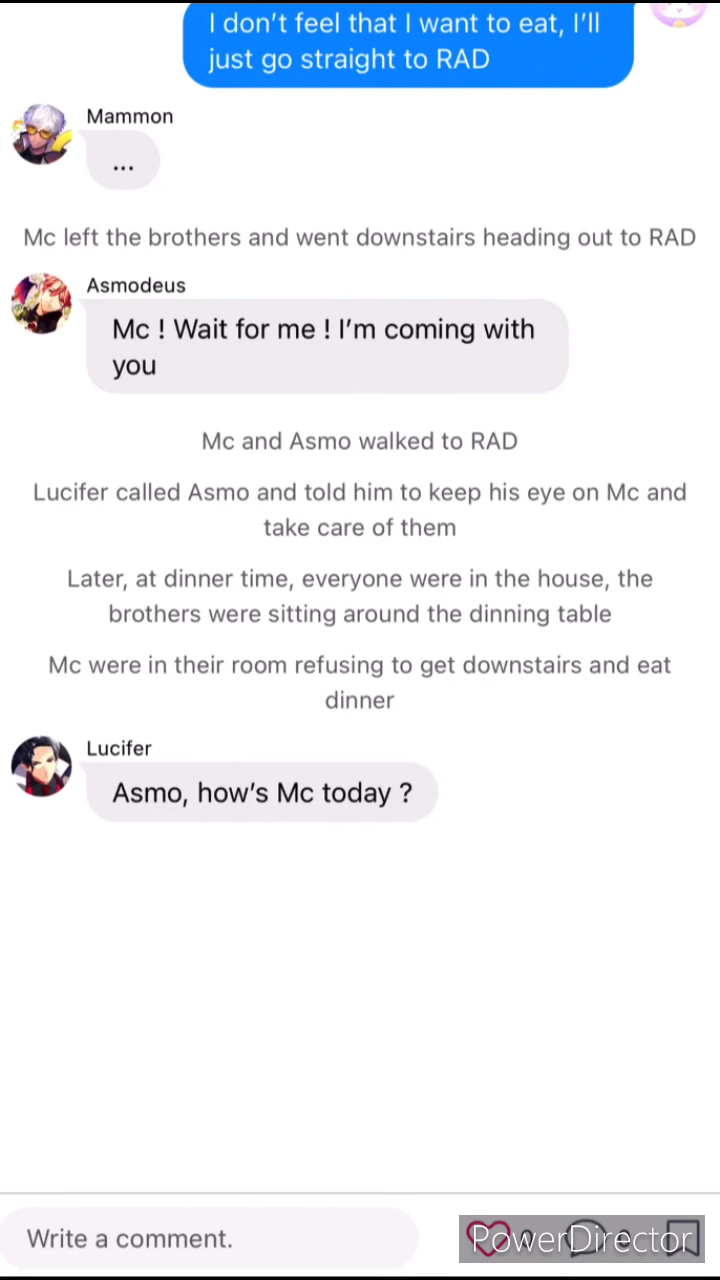 I don't feel that I want to eat, I'll
just go straight to RAD
Mammon
...
Mc left the brothers and went downstairs heading out to RAD
Asmodeus
Mc ! Wait for me ! I'm coming with
you
Mc and Asmo walked to RAD
Lucifer called Asmo and told him to keep his eye on Mc and
take care of them
Later, at dinner time, everyone were in the house, the
brothers were sitting around the dinning table
Mc were in their room refusing to get downstairs and eat
dinner
Lucifer
Asmo, how's Mc today ?
Write a comment.
PowerDirector